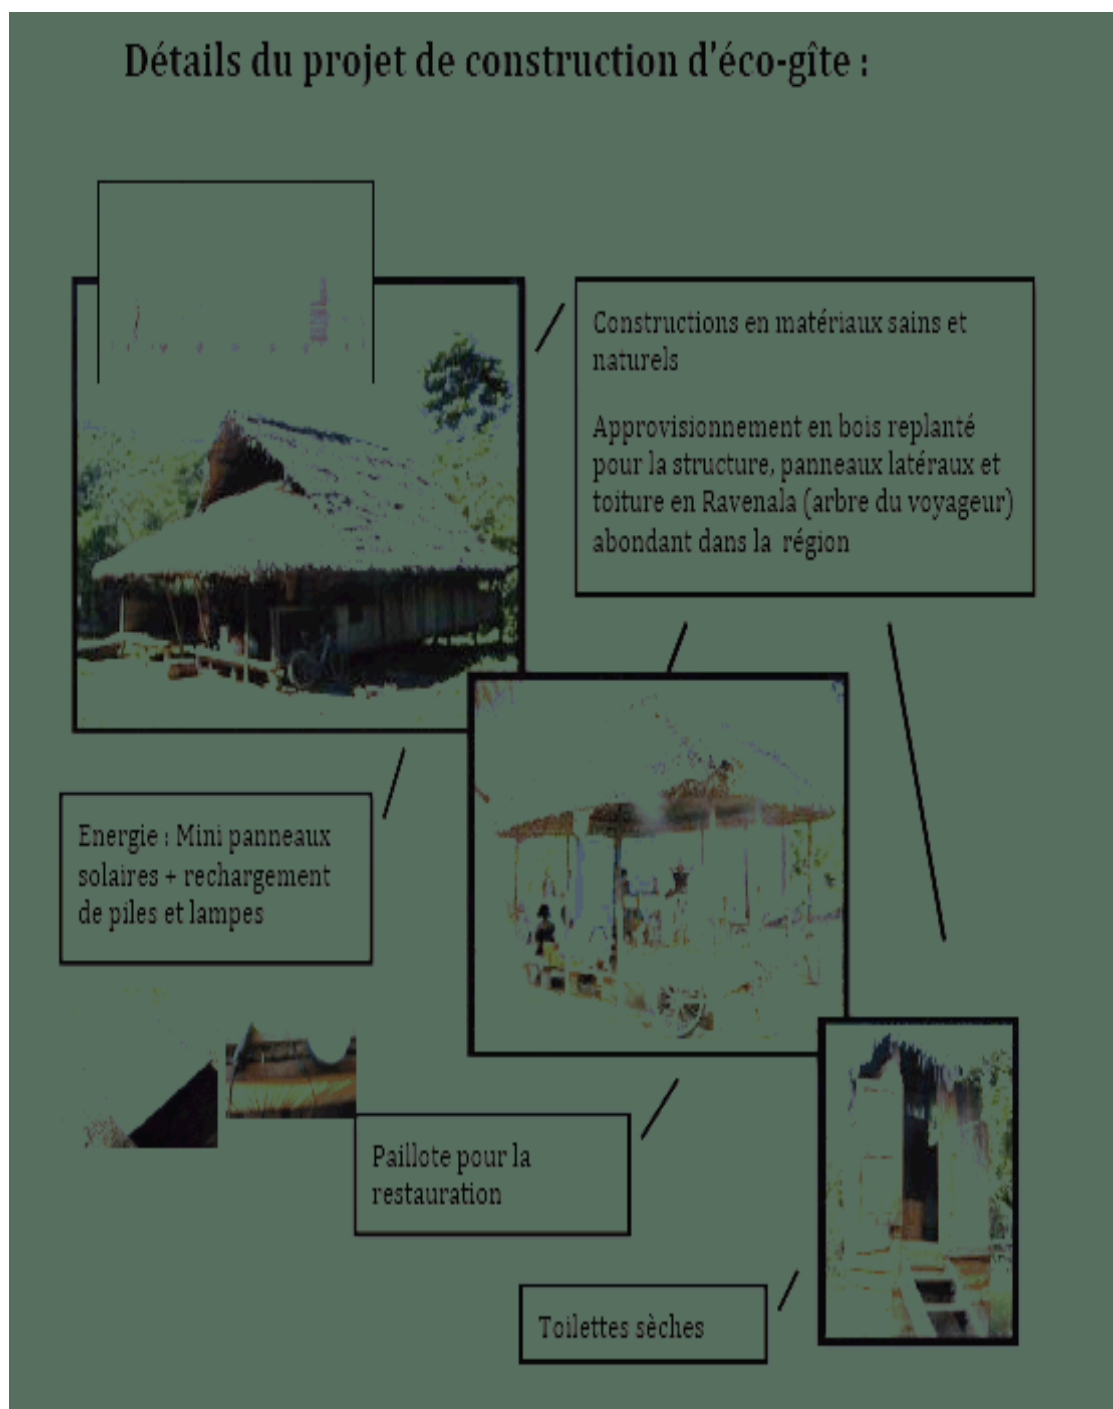 Détails du projet de construction d'éco-gîte :
Constructions en matériaux sains et
naturels
Approvisionnement en bois replanté
pour la structure, panneaux latéraux et
toiture en Ravenala (arbre du voyageur)
abondant dans la région
Energie : Mini panneaux
solaires + rechargement
de piles et lampes
Paillote pour la
restauration
Toilettes sèches